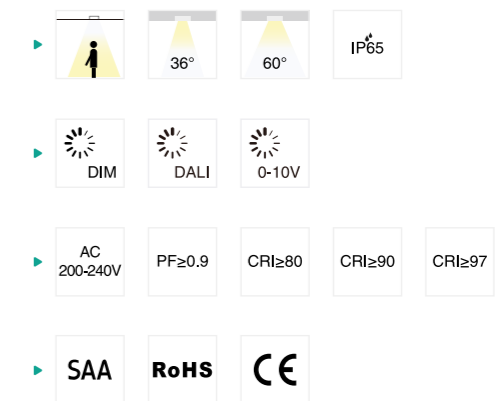 36°
60°
IP65
DIM
DALI
0-10V
AC
200-240V
PF≥0.9
CRI≥80
CRI≥90
CRI≥97
SAA
RoHS
CE